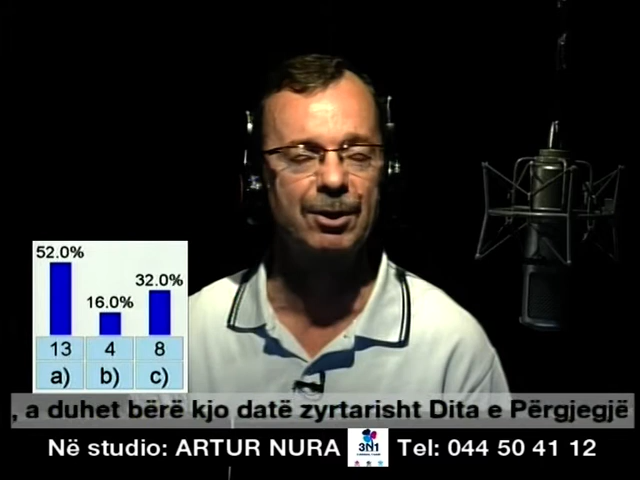 52.0%
16.0%
32.0%
13 4 8
a) b) c)
, a duhet bërë kjo datë zyrtarisht Dita e Përgjegjë
Në studio: ARTUR NURA 3N1 Tel: 044 50 41 12